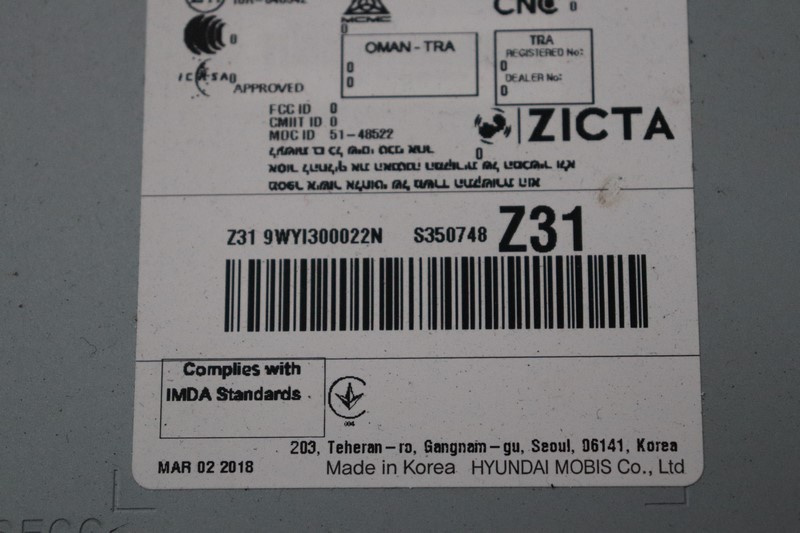 MCMC
0
CNC 0
0
OMAN-TRA
0
0
TRA
REGISTERED No:
0
DEALER No:
0
ICASA 0
APPROVED
FCC ID 0
CMIIT ID 0
MOC ID 51-48522
0
ZICTA
Z31 9WYI300022N S350748 Z31
Complies with
IMDA Standards
203, Teheran-ro, Gangnam-gu, Seoul, 06141, Korea
MAR 02 2018
Made in Korea HYUNDAI MOBIS Co., Ltd